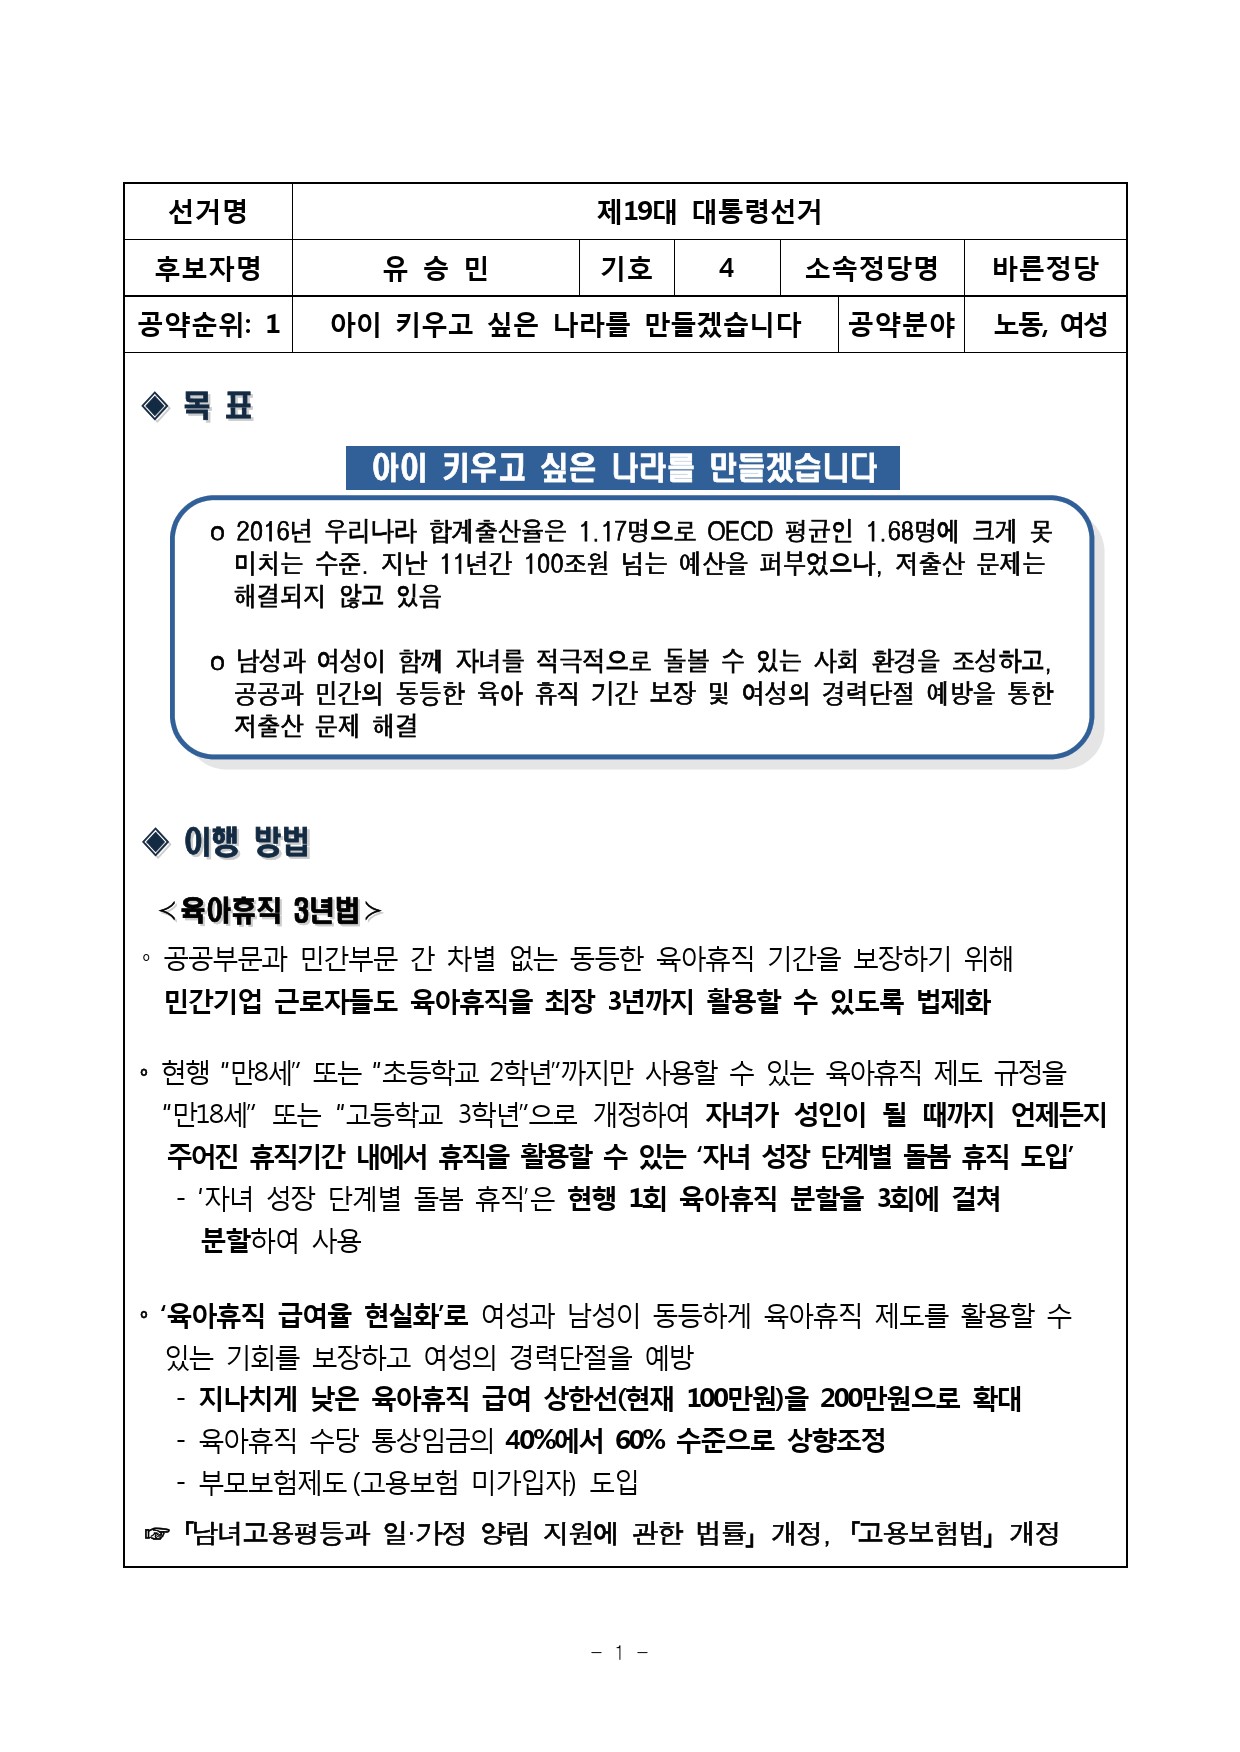 선거명 제19대 대통령선거
후보자명 유 승 민 기호 4 소속정당명 바른정당
공약순위: 1 아이 키우고 싶은 나라를 만들겠습니다 공약분야 노동, 여성
◈ 목 표
아이 키우고 싶은 나라를 만들겠습니다
o 2016년 우리나라 합계출산율은 1.17명으로 OECD 평균인 1.68명에 크게 못
미치는 수준. 지난 11년간 100조원 넘는 예산을 퍼부었으나, 저출산 문제는
해결되지 않고 있음
o 남성과 여성이 함께 자녀를 적극적으로 돌볼 수 있는 사회 환경을 조성하고,
공공과 민간의 동등한 육아 휴직 기간 보장 및 여성의 경력단절 예방을 통한
저출산 문제 해결
◈ 이행 방법
<육아휴직 3년법>
◦ 공공부문과 민간부문 간 차별 없는 동등한 육아휴직 기간을 보장하기 위해
민간기업 근로자들도 육아휴직을 최장 3년까지 활용할 수 있도록 법제화
◦ 현행 “만8세” 또는 “초등학교 2학년”까지만 사용할 수 있는 육아휴직 제도 규정을
“만18세” 또는 “고등학교 3학년”으로 개정하여 자녀가 성인이 될 때까지 언제든지
주어진 휴직기간 내에서 휴직을 활용할 수 있는 ‘자녀 성장 단계별 돌봄 휴직 도입’
- ‘자녀 성장 단계별 돌봄 휴직’은 현행 1회 육아휴직 분할을 3회에 걸쳐
분할하여 사용
◦ ‘육아휴직 급여율 현실화’로 여성과 남성이 동등하게 육아휴직 제도를 활용할 수
있는 기회를 보장하고 여성의 경력단절을 예방
- 지나치게 낮은 육아휴직 급여 상한선(현재 100만원)을 200만원으로 확대
- 육아휴직 수당 통상임금의 40%에서 60% 수준으로 상향조정
- 부모보험제도(고용보험 미가입자) 도입
☞ 「남녀고용평등과 일·가정 양립 지원에 관한 법률」 개정, 「고용보험법」 개정
- 1 -